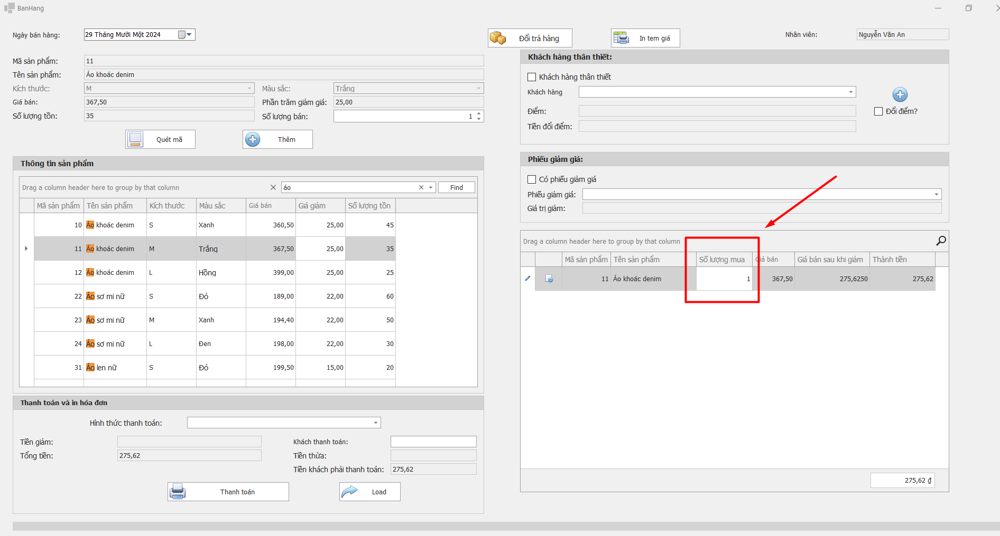 BanHang
Ngày bán hàng: 29 Tháng Mười Một 2024
Đổi trả hàng
In tem giá
Nhân viên: Nguyễn Văn An
Mã sản phẩm: 11
Tên sản phẩm: Áo khoác denim
Kích thước: M Màu sắc: Trắng
Giá bán: 367,50 Phần trăm giảm giá: 25,00
Số lượng tồn: 35 Số lượng bán: 1
Quét mã Thêm
Khách hàng thân thiết:
Khách hàng thân thiết
Khách hàng
Điểm: Đổi điểm?
Tiền đổi điểm:
Thông tin sản phẩm
Drag a column header here to group by that column áo Find
Mã sản phẩm Tên sản phẩm Kích thước Màu sắc Giá bán Giá giảm Số lượng tồn
10 Áo khoác denim S Xanh 360,50 25,00 45
11 Áo khoác denim M Trắng 367,50 25,00 35
12 Áo khoác denim L Hồng 399,00 25,00 25
22 Áo sơ mi nữ S Đỏ 189,00 22,00 60
23 Áo sơ mi nữ M Xanh 194,40 22,00 50
24 Áo sơ mi nữ L Đen 198,00 22,00 30
31 Áo len nữ S Đỏ 199,50 15,00 20
Phiếu giảm giá:
Có phiếu giảm giá
Phiếu giảm giá:
Giá trị giảm:
Drag a column header here to group by that column
Mã sản phẩm Tên sản phẩm Số lượng mua Giá bán Giá bán sau khi giảm Thành tiền
11 Áo khoác denim 1 367,50 275,6250 275,62
275,62 ₫
Thanh toán và in hóa đơn
Hình thức thanh toán:
Tiền giảm: Khách thanh toán:
Tổng tiền: 275,62 Tiền thừa:
Tiền khách phải thanh toán: 275,62
Thanh toán Load